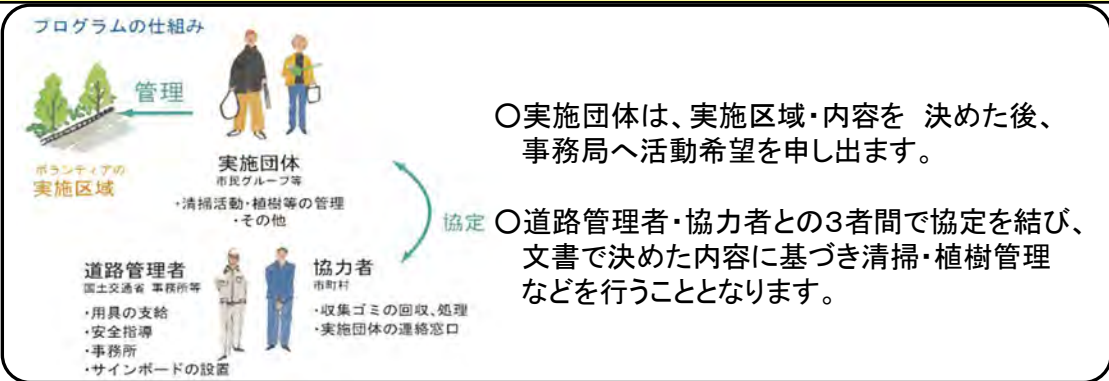 プログラムの仕組み
管理
ボランティアの
実施区域
実施団体
市民グループ等
・清掃活動・植樹等の管理
・その他
協定
道路管理者
国土交通省 事務所等
・用具の支給
・安全指導
・事務所
・サインボードの設置
協力者
市町村
・収集ゴミの回収、処理
・実施団体の連絡窓口
〇実施団体は、実施区域・内容を 決めた後、
事務局へ活動希望を申し出ます。
〇道路管理者・協力者との3者間で協定を結び、
文書で決めた内容に基づき清掃・植樹管理
などを行うこととなります。